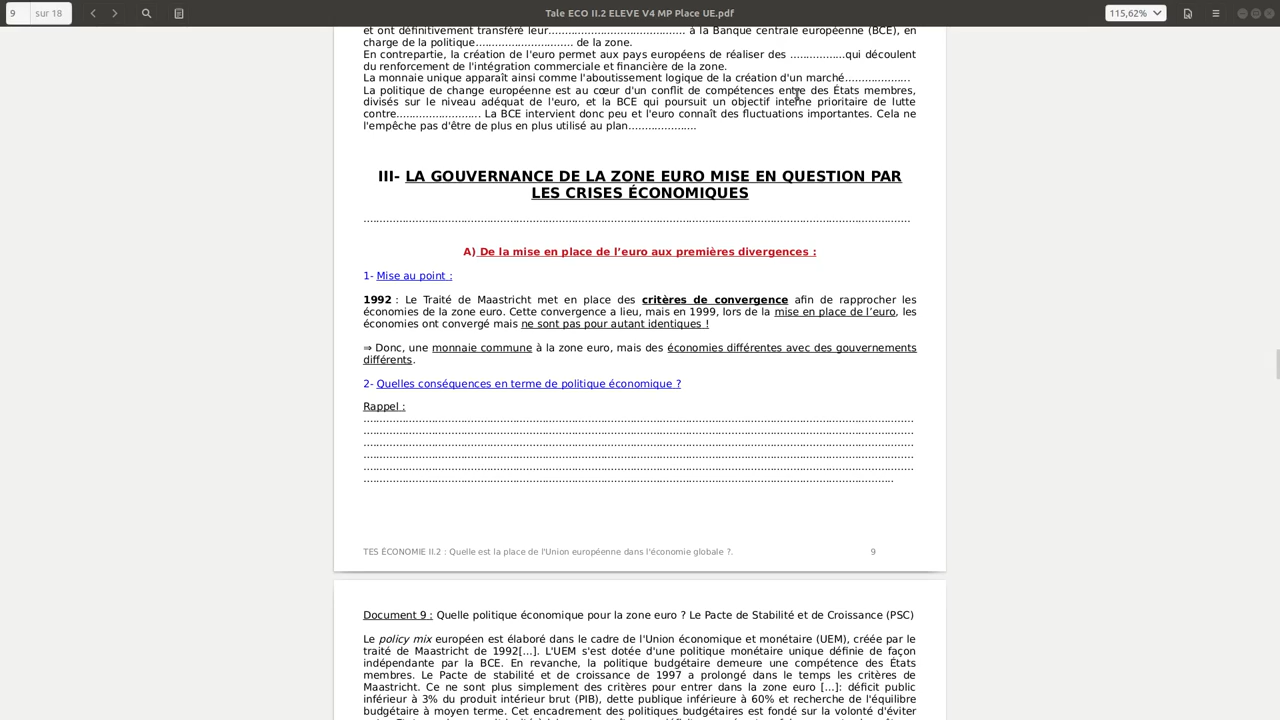 9 sur 18
Tale ECO II.2 ELEVE V4 MP Place UE.pdf
115,62%
et ont définitivement transféré leur.......................................... à la Banque centrale européenne (BCE), en
charge de la politique.............................. de la zone.
En contrepartie, la création de l'euro permet aux pays européens de réaliser des .................qui découlent
du renforcement de l'intégration commerciale et financière de la zone.
La monnaie unique apparaît ainsi comme l'aboutissement logique de la création d'un marché....................
La politique de change européenne est au cœur d'un conflit de compétences entre des États membres,
divisés sur le niveau adéquat de l'euro, et la BCE qui poursuit un objectif interne prioritaire de lutte
contre.......................... La BCE intervient donc peu et l'euro connaît des fluctuations importantes. Cela ne
l'empêche pas d'être de plus en plus utilisé au plan.....................
III- LA GOUVERNANCE DE LA ZONE EURO MISE EN QUESTION PAR
LES CRISES ÉCONOMIQUES
........................................................................................................................................................................
A) De la mise en place de l’euro aux premières divergences :
1- Mise au point :
1992 : Le Traité de Maastricht met en place des critères de convergence afin de rapprocher les
économies de la zone euro. Cette convergence a lieu, mais en 1999, lors de la mise en place de l’euro, les
économies ont convergé mais ne sont pas pour autant identiques !
⇒ Donc, une monnaie commune à la zone euro, mais des économies différentes avec des gouvernements
différents.
2- Quelles conséquences en terme de politique économique ?
Rappel :
.........................................................................................................................................................................
.........................................................................................................................................................................
.........................................................................................................................................................................
.........................................................................................................................................................................
.........................................................................................................................................................................
...................................................................................................................................................................
TES ÉCONOMIE II.2 : Quelle est la place de l'Union européenne dans l'économie globale ?. 9
Document 9 : Quelle politique économique pour la zone euro ? Le Pacte de Stabilité et de Croissance (PSC)
Le policy mix européen est élaboré dans le cadre de l'Union économique et monétaire (UEM), créée par le
traité de Maastricht de 1992[...]. L'UEM s'est dotée d'une politique monétaire unique définie de façon
indépendante par la BCE. En revanche, la politique budgétaire demeure une compétence des États
membres. Le Pacte de stabilité et de croissance de 1997 a prolongé dans le temps les critères de
Maastricht. Ce ne sont plus simplement des critères pour entrer dans la zone euro [...]: déficit public
inférieur à 3% du produit intérieur brut (PIB), dette publique inférieure à 60% et recherche de l'équilibre
budgétaire à moyen terme. Cet encadrement des politiques budgétaires est fondé sur la volonté d'éviter